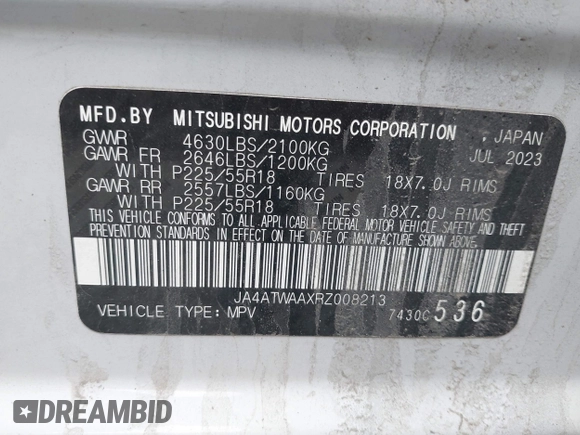 MFD.BY MITSUBISHI MOTORS CORPORATION , JAPAN
GVWR 4630LBS/2100KG JUL 2023
GAWR FR 2646LBS/1200KG
WITH P225/55R18 TIRES 18X7.0J RIMS
GAWR RR 2557LBS/1160KG
WITH P225/55R18 TIRES 18X7.0J RIMS
THIS VEHICLE CONFORMS TO ALL APPLICABLE FEDERAL MOTOR VEHICLE SAFETY AND THEFT
PREVENTION STANDARDS IN EFFECT ON THE DATE OF MANUFACTURE SHOWN ABOVE.
JA4ATWAAXRZ008213
VEHICLE TYPE: MPV 7430C 536
DREAMBID